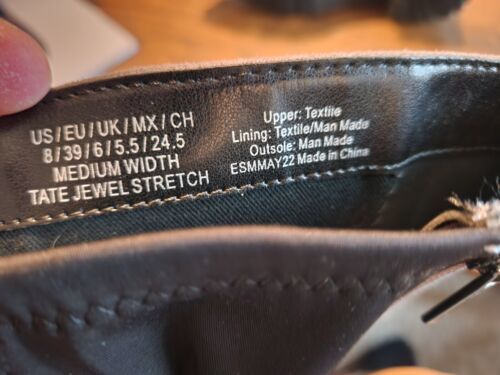 US/EU/UK/MX/CH
8/39/6/5.5/24.5
MEDIUM WIDTH
TATE JEWEL STRETCH
Upper: Textile
Lining: Textile/Man Made
Outsole: Man Made
ESMMAY22 Made in China